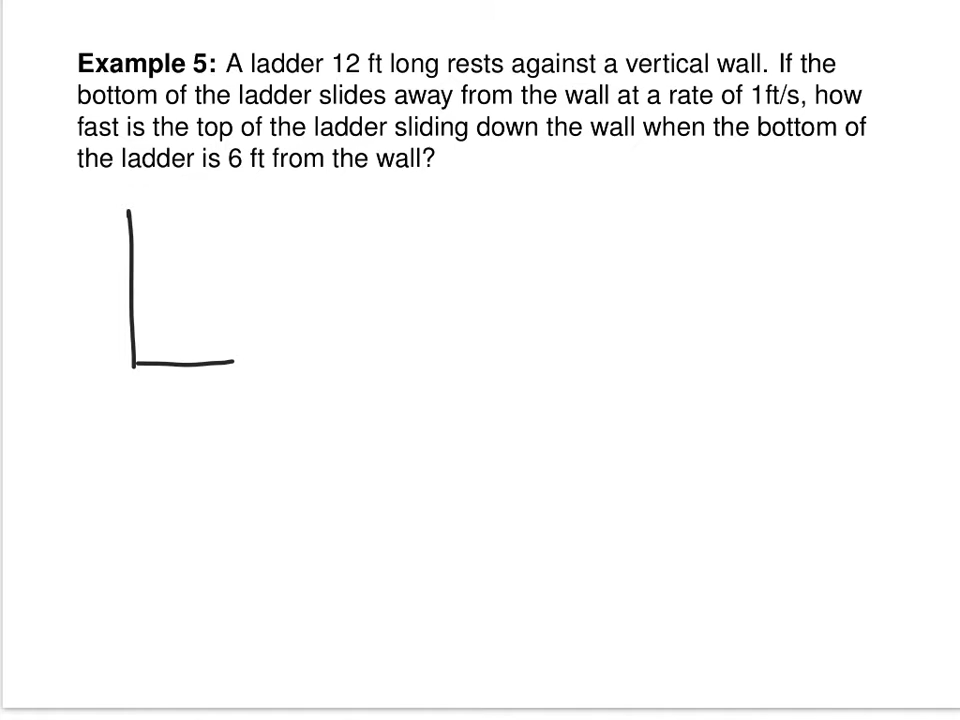 Example 5: A ladder 12 ft long rests against a vertical wall. If the
bottom of the ladder slides away from the wall at a rate of 1ft/s, how
fast is the top of the ladder sliding down the wall when the bottom of
the ladder is 6 ft from the wall?